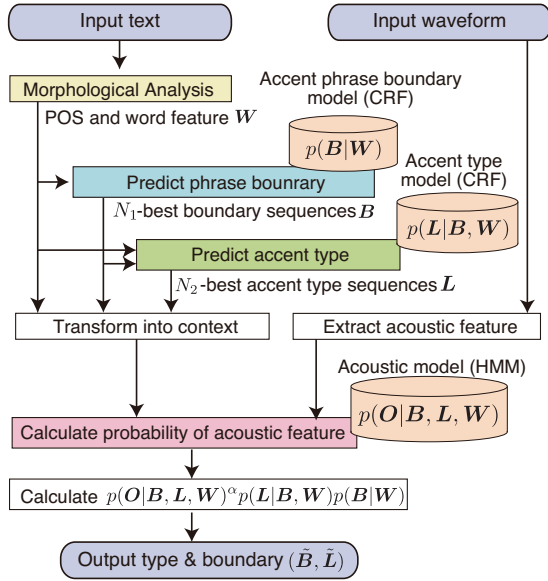 Input text
Input waveform
Morphological Analysis
Accent phrase boundary
model (CRF)
POS and word feature W
p(B|W)
Accent type
model (CRF)
Predict phrase bounrary
N₁-best boundary sequences B
p(L|B, W)
Predict accent type
N₂-best accent type sequences L
Transform into context
Extract acoustic feature
Acoustic model (HMM)
p(O|B, L, W)
Calculate probability of acoustic feature
Calculate p(O|B, L, W)^α p(L|B, W)p(B|W)
Output type & boundary (B̃, L̃)